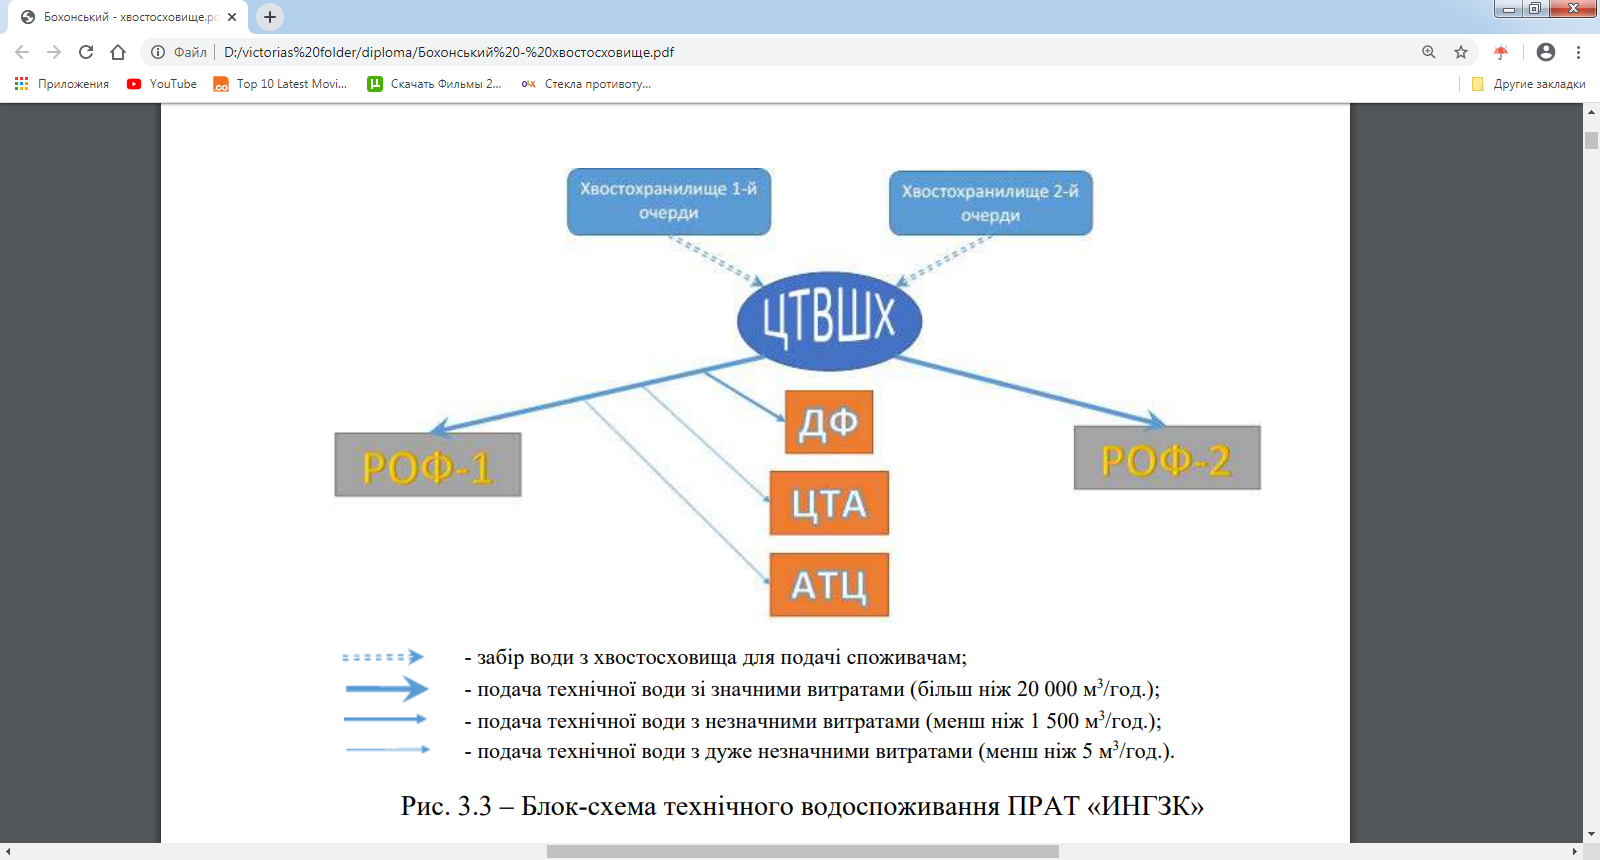 Бохонський - хвостосховище.pd
Файл
D:/victorias%20folder/diploma/Бохонський%20-%20хвостосховище.pdf
Приложения
YouTube
Top 10 Latest Movi...
Скачать Фильмы 2...
OLX
Стекла противоту...
Другие закладки
Хвостохранилище 1-й
очерди
Хвостохранилище 2-й
очерди
ЦТВШХ
ДФ
РОФ-1
РОФ-2
ЦТА
АТЦ
- забір води з хвостосховища для подачі споживачам;
- подача технічної води зі значними витратами (більш ніж 20 000 м³/год.);
- подача технічної води з незначними витратами (менш ніж 1 500 м³/год.);
- подача технічної води з дуже незначними витратами (менш ніж 5 м³/год.).
Рис. 3.3 – Блок-схема технічного водоспоживання ПРАТ «ИНГЗК»